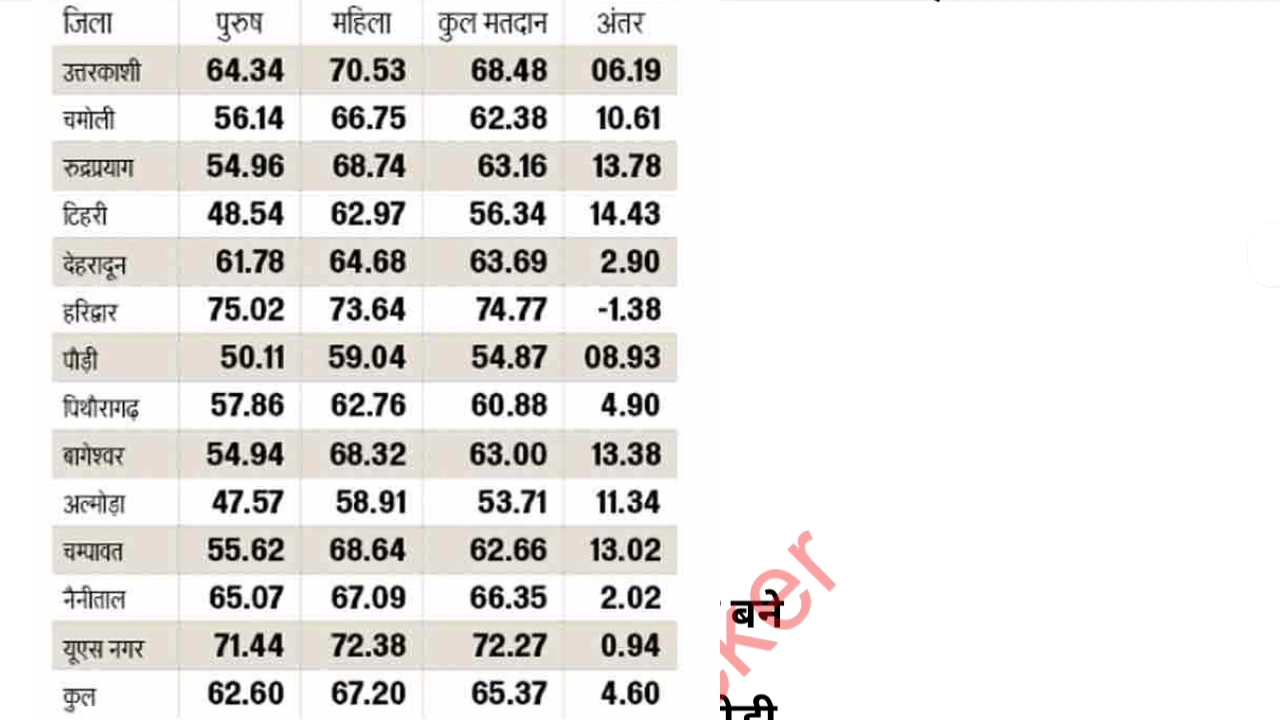 जिला पुरुष महिला कुल मतदान अंतर
उत्तरकाशी 64.34 70.53 68.48 06.19
चमोली 56.14 66.75 62.38 10.61
रुद्रप्रयाग 54.96 68.74 63.16 13.78
टिहरी 48.54 62.97 56.34 14.43
देहरादून 61.78 64.68 63.69 2.90
हरिद्वार 75.02 73.64 74.77 -1.38
पौड़ी 50.11 59.04 54.87 08.93
पिथौरागढ़ 57.86 62.76 60.88 4.90
बागेश्वर 54.94 68.32 63.00 13.38
अल्मोड़ा 47.57 58.91 53.71 11.34
चम्पावत 55.62 68.64 62.66 13.02
नैनीताल 65.07 67.09 66.35 2.02
यूएस नगर 71.44 72.38 72.27 0.94
कुल 62.60 67.20 65.37 4.60
बने